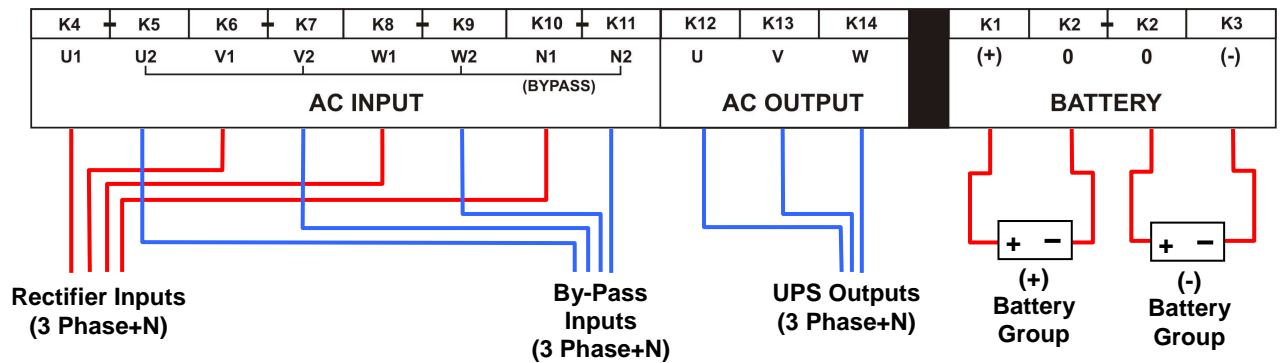 K4 K5 K6 K7 K8 K9 K10 K11 K12 K13 K14 K1 K2 K2 K3
U1 U2 V1 V2 W1 W2 N1 N2 U V W (+) 0 0 (-)
(BYPASS)
AC INPUT AC OUTPUT BATTERY
+ − + −
Rectifier Inputs
(3 Phase+N)
By-Pass
Inputs
(3 Phase+N)
UPS Outputs
(3 Phase+N)
(+)
Battery
Group
(-)
Battery
Group